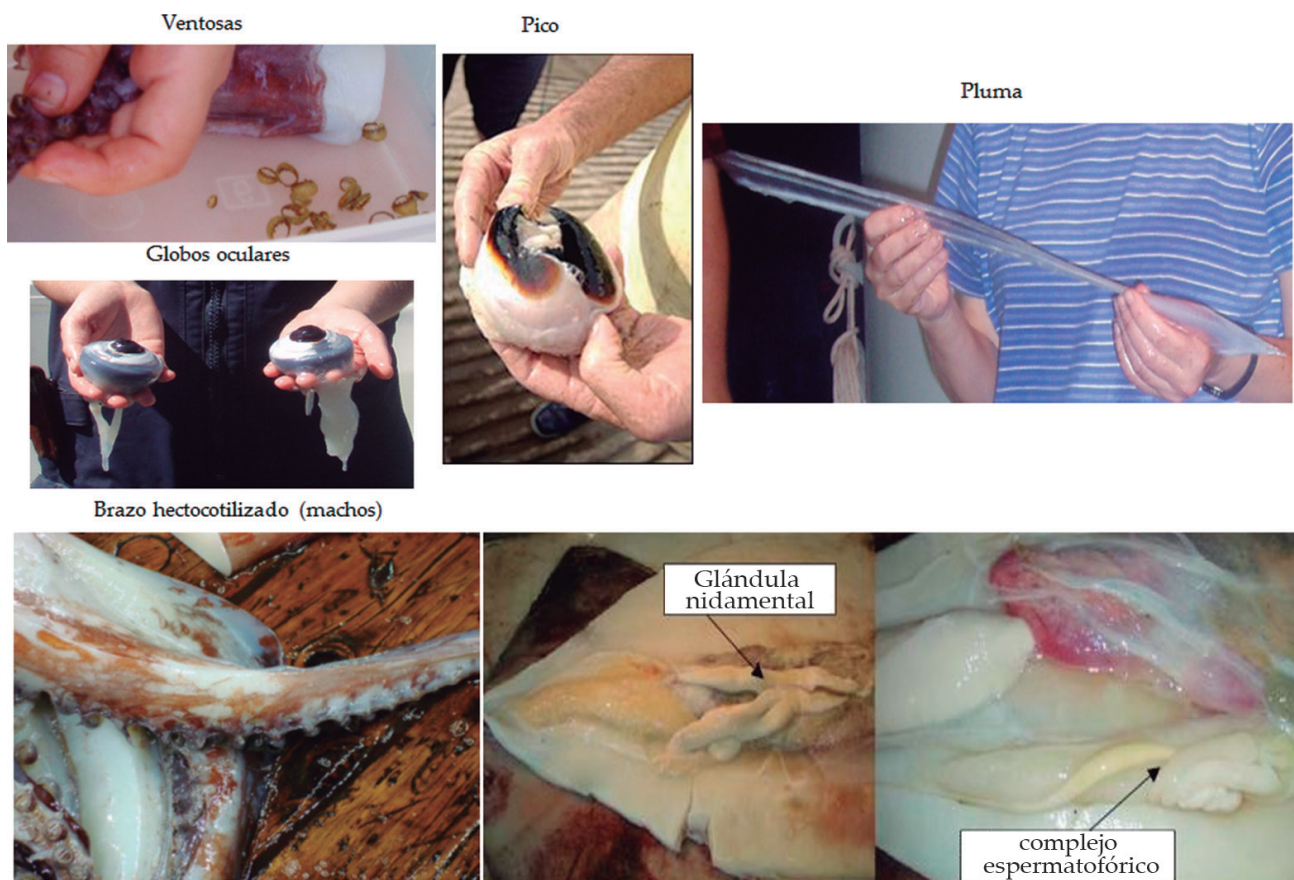 Ventosas
Pico
Pluma
Globos oculares
Brazo hectocotilizado (machos)
Glándula
nidamental
complejo
espermatofórico